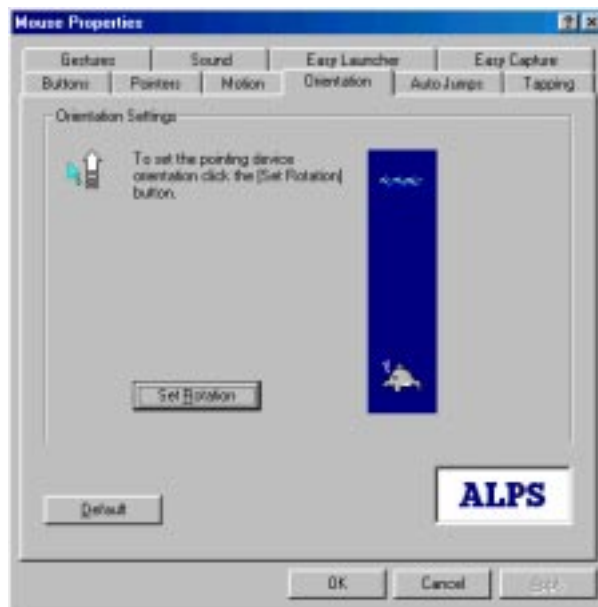 Mouse Properties
Gestures Sound Easy Launcher Easy Capture
Buttons Pointers Motion Orientation Auto Jumps Tapping
Orientation Settings
To set the pointing device
orientation click the [Set Rotation]
button.
Set Rotation
ALPS
Default
OK Cancel Apply